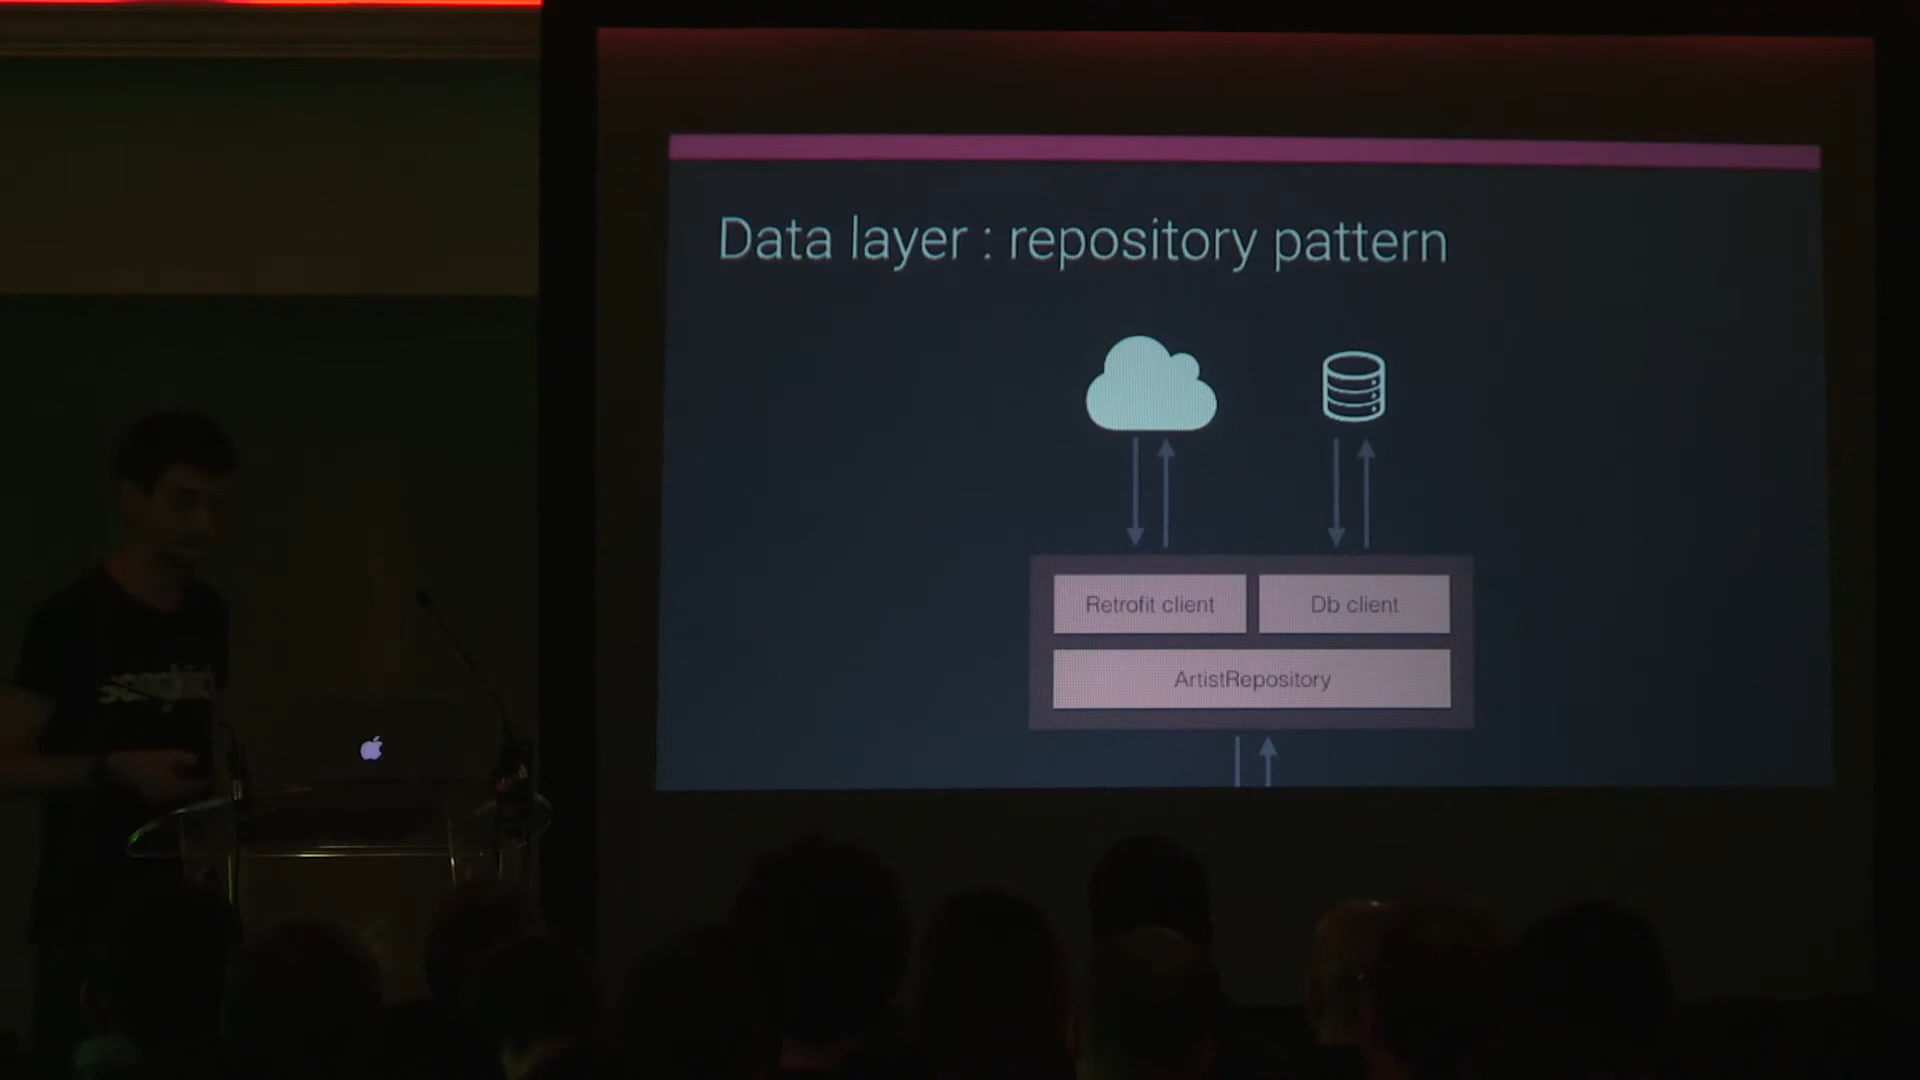 Data layer : repository pattern
Retrofit client
Db client
ArtistRepository